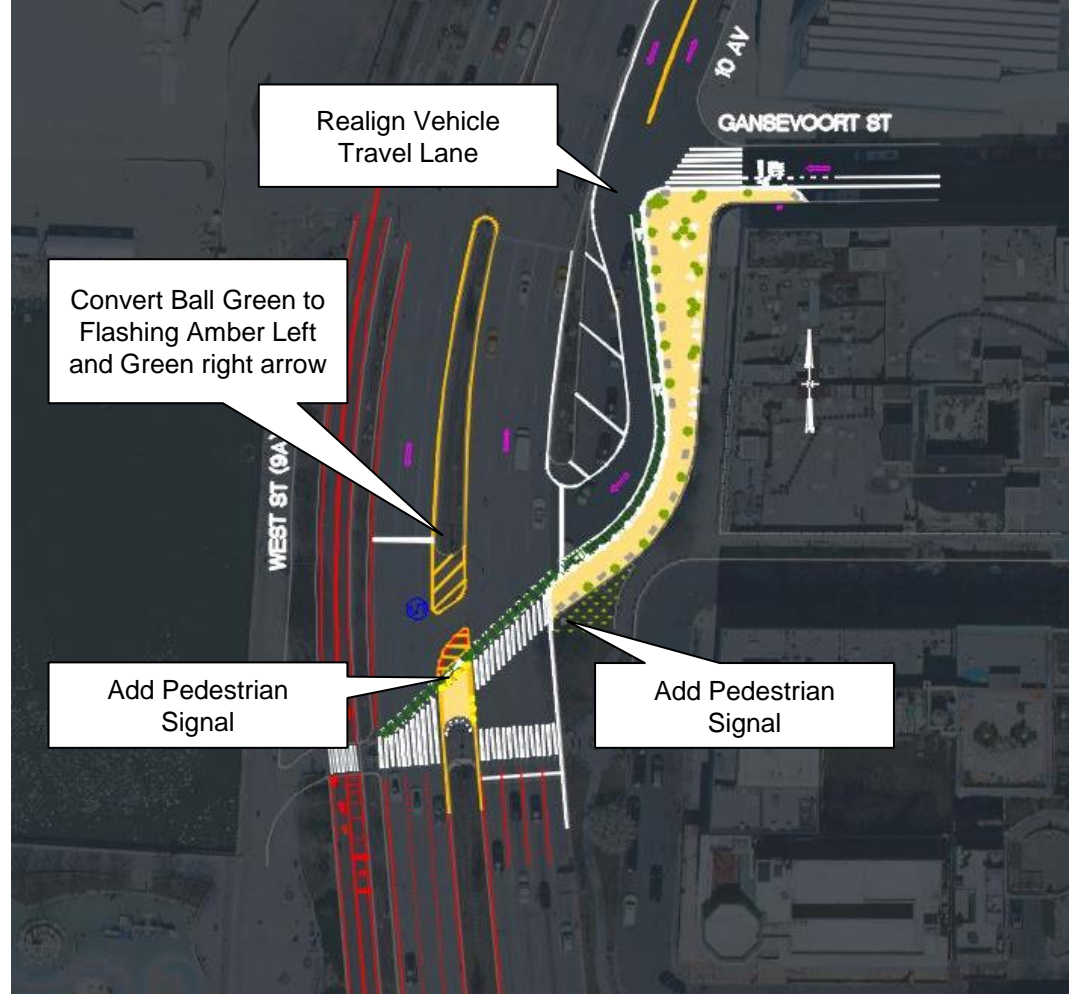 10 AV
GANSEVOORT ST
Realign Vehicle
Travel Lane
Convert Ball Green to
Flashing Amber Left
and Green right arrow
WEST ST (9A)
Add Pedestrian
Signal
Add Pedestrian
Signal